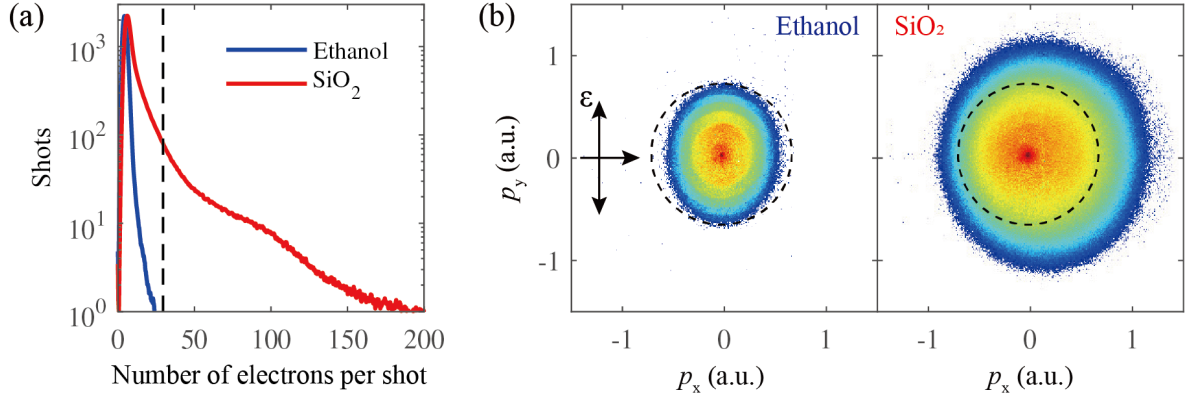 (a)
10³
10²
10¹
10⁰
Shots
Ethanol
SiO₂
0
50
100
150
200
Number of electrons per shot
(b)
Ethanol
SiO₂
ε
1
0
-1
p_y (a.u.)
-1
0
1
p_x (a.u.)
-1
0
1
p_x (a.u.)